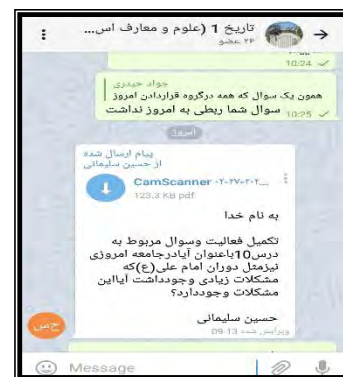 تاریخ 1 (علوم و معارف اس...
۲۶ عضو
10:24
جواد حیدری
همون یک سوال که همه درگروه قراردادن امروز
سوال شما ربطی به امروز نداشت
10:25
امروز
پیام ارسال شده
از حسین سلیمانی
CamScanner
123.3 KB pdf
به نام خدا
تکمیل فعالیت وسوال مربوط به
درس10باعنوان آیادرجامعه امروزی
نیزمثل دوران امام علی(ع)که
مشکلات زیادی وجودداشت آیااین
مشکلات وجوددارد؟
حسین سلیمانی
ویرایش شده 09:13
ح‌س
Message